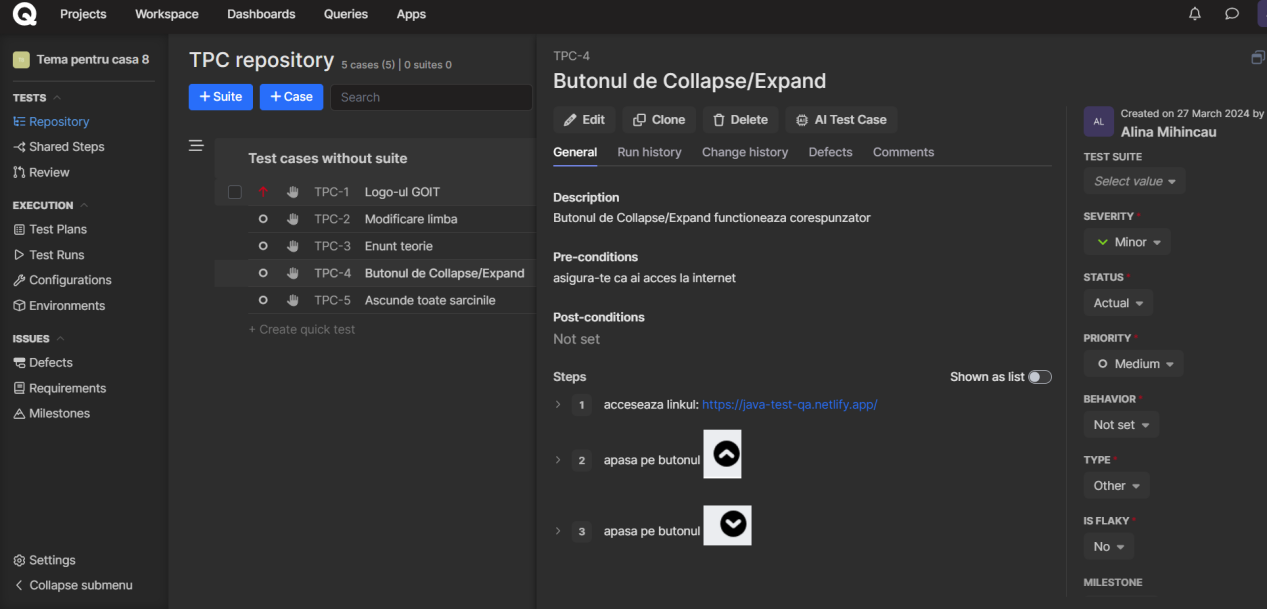 Projects Workspace Dashboards Queries Apps
Tema pentru casa 8
TESTS
Repository
Shared Steps
Review
EXECUTION
Test Plans
Test Runs
Configurations
Environments
ISSUES
Defects
Requirements
Milestones
Settings
Collapse submenu
TPC repository 5 cases (5) | 0 suites 0
+ Suite + Case Search
Test cases without suite
TPC-1 Logo-ul GOIT
TPC-2 Modificare limba
TPC-3 Enunt teorie
TPC-4 Butonul de Collapse/Expand
TPC-5 Ascunde toate sarcinile
+ Create quick test
TPC-4
Butonul de Collapse/Expand
Edit Clone Delete AI Test Case
General Run history Change history Defects Comments
Description
Butonul de Collapse/Expand functioneaza corespunzator
Pre-conditions
asigura-te ca ai acces la internet
Post-conditions
Not set
Steps Shown as list
1 acceseaza linkul: https://java-test-qa.netlify.app/
2 apasa pe butonul
3 apasa pe butonul
AL Created on 27 March 2024 by
Alina Mihincau
TEST SUITE
Select value
SEVERITY *
Minor
STATUS *
Actual
PRIORITY *
Medium
BEHAVIOR *
Not set
TYPE *
Other
IS FLAKY *
No
MILESTONE